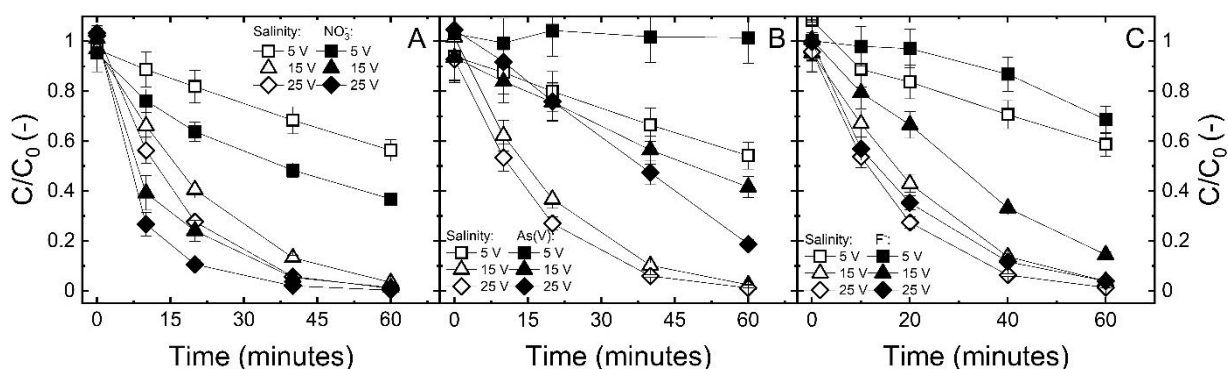 C/C₀ (-)
1
0.8
0.6
0.4
0.2
0
0 15 30 45 60
Time (minutes)
A
Salinity: NO₃⁻:
5 V 5 V
15 V 15 V
25 V 25 V
0 15 30 45 60
Time (minutes)
B
Salinity: As(V):
5 V 5 V
15 V 15 V
25 V 25 V
0 20 40 60
Time (minutes)
C
Salinity: F⁻:
5 V 5 V
15 V 15 V
25 V 25 V
1
0.8
0.6
0.4
0.2
0
C/C₀ (-)